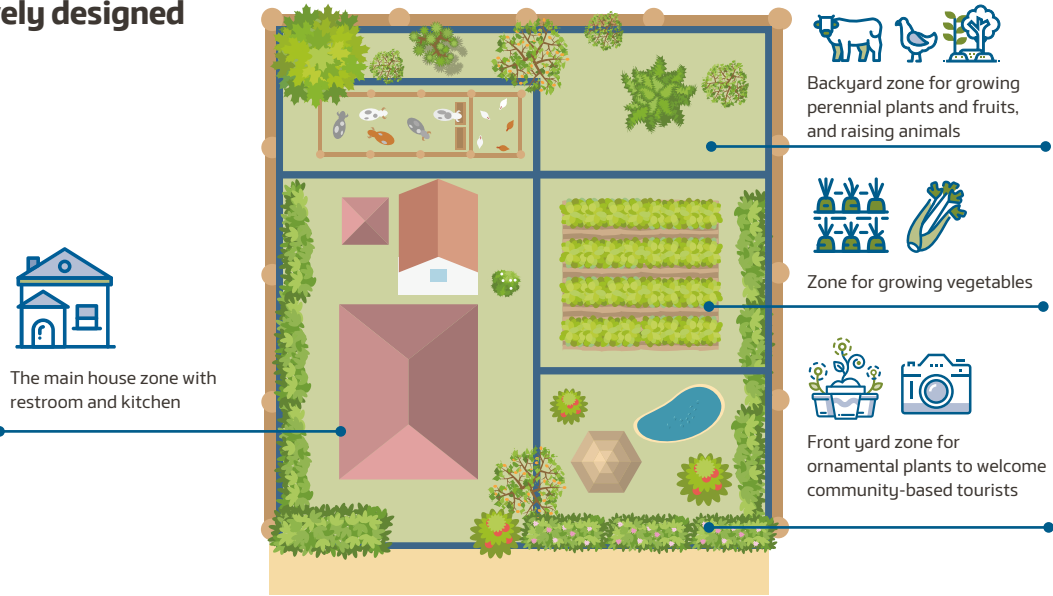 designed
Backyard zone for growing
perennial plants and fruits,
and raising animals
Zone for growing vegetables
The main house zone with
restroom and kitchen
Front yard zone for
ornamental plants to welcome
community-based tourists